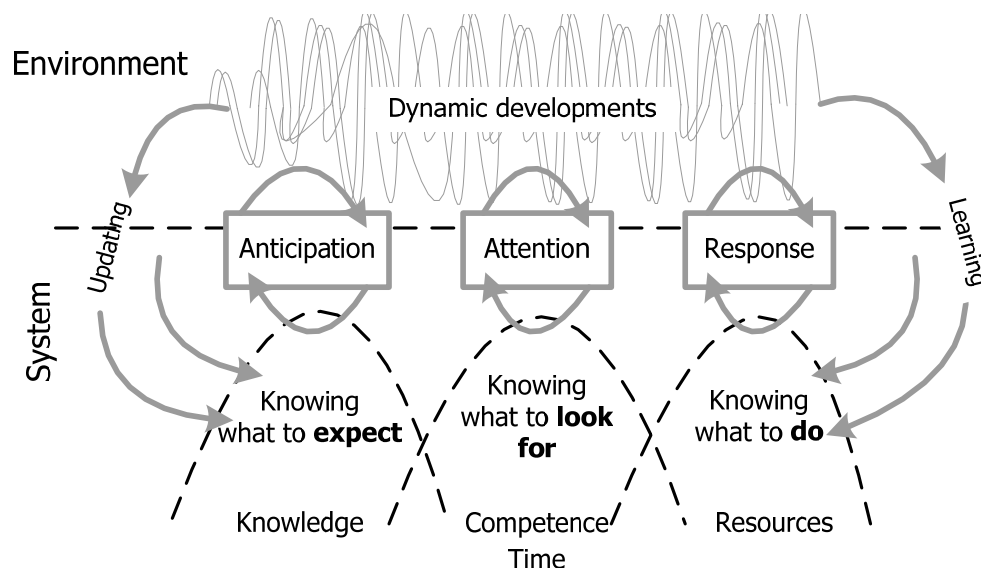 Environment
Dynamic developments
Updating
Anticipation
Attention
Response
Learning
System
Knowing
what to expect
Knowing
what to look
for
Knowing
what to do
Knowledge
Competence
Resources
Time